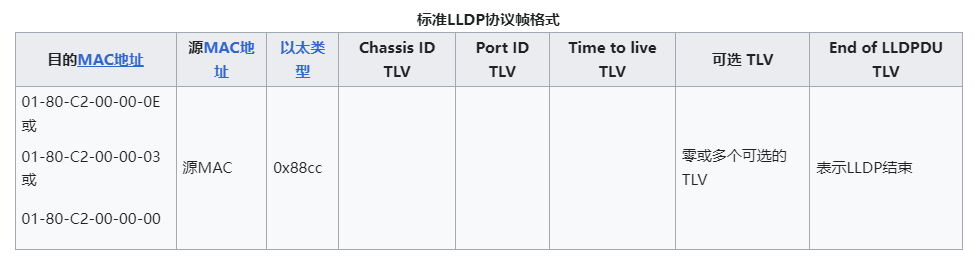 标准LLDP协议帧格式
目的MAC地址
源MAC地
址
以太类
型
Chassis ID
TLV
Port ID
TLV
Time to live
TLV
可选 TLV
End of LLDPDU
TLV
01-80-C2-00-00-0E
或
01-80-C2-00-00-03
或
01-80-C2-00-00-00
源MAC
0x88cc
零或多个可选的
TLV
表示LLDP结束